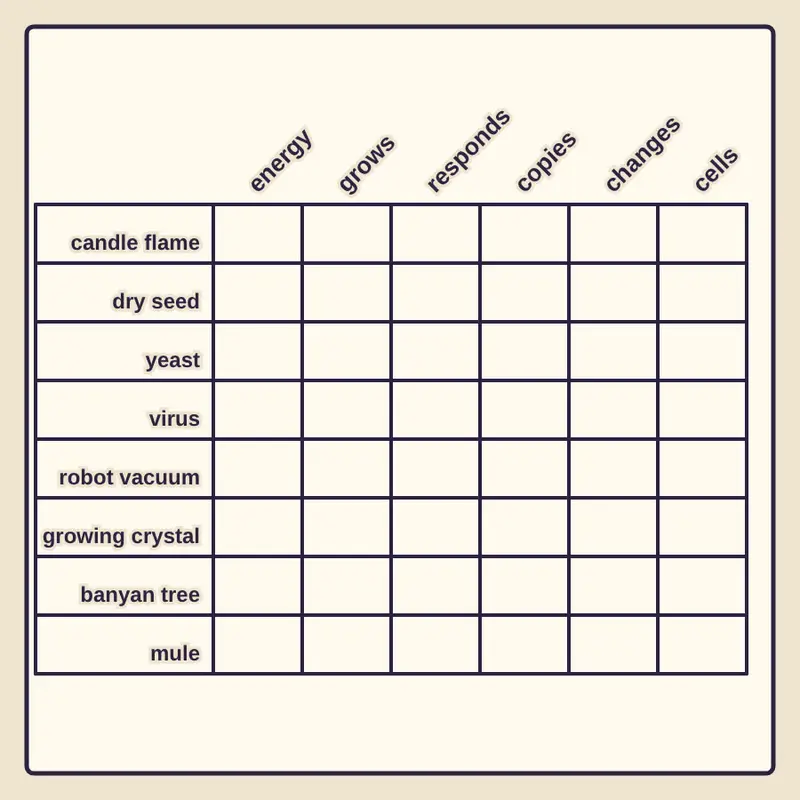 energy
grows
responds
copies
changes
cells
candle flame
dry seed
yeast
virus
robot vacuum
growing crystal
banyan tree
mule